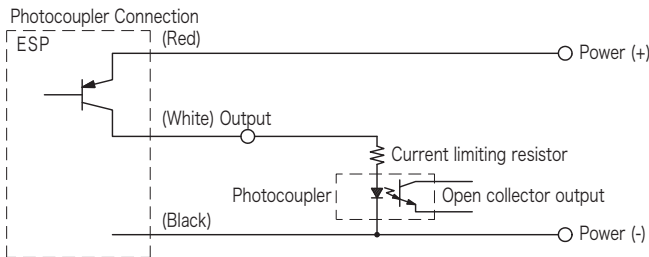 Photocoupler Connection
ESP
(Red)
Power (+)
(White) Output
Current limiting resistor
Photocoupler
Open collector output
(Black)
Power (-)